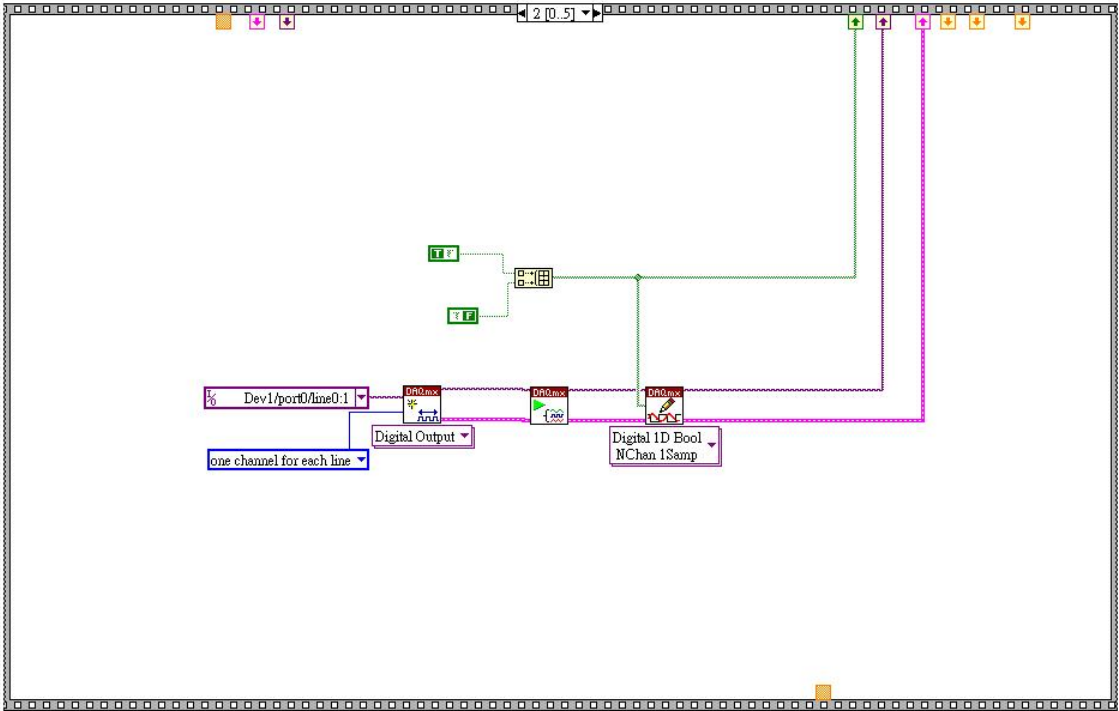 2 [0..5]
T F
T F
Dev1/port0/line0:1
DAQmx
DAQmx
DAQmx
Digital Output
Digital 1D Bool
NChan 1Samp
one channel for each line